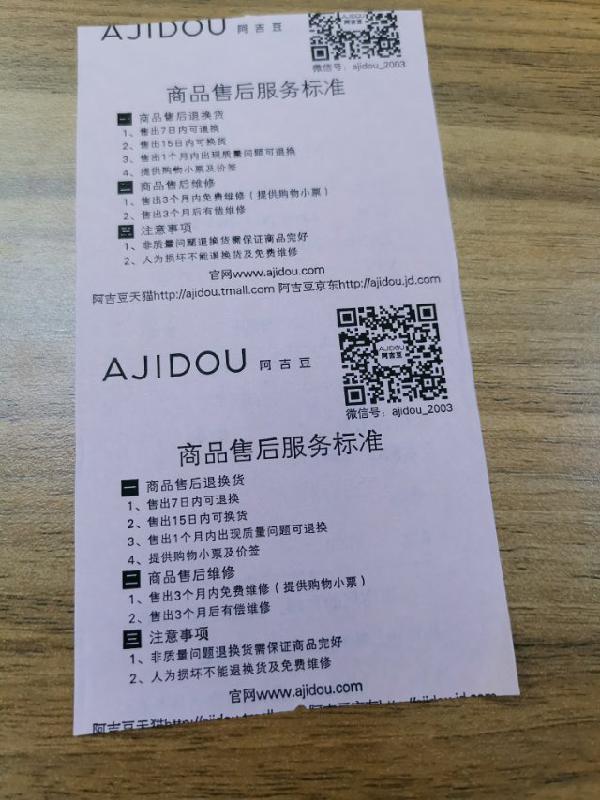 AJIDOU 阿吉豆
微信号：ajidou_2003
商品售后服务标准
一 商品售后退换货
1、售出7日内可退换
2、售出15日内可换货
3、售出1个月内出现质量问题可退换
4、提供购物小票及价签
二 商品售后维修
1、售出3个月内免费维修（提供购物小票）
2、售出3个月后有偿维修
三 注意事项
1、非质量问题退换货需保证商品完好
2、人为损坏不能退换货及免费维修
官网www.ajidou.com
阿吉豆天猫http://ajidou.tmall.com 阿吉豆京东http://ajidou.jd.com
AJIDOU 阿吉豆
AJIDOU
阿吉豆
微信号：ajidou_2003
商品售后服务标准
一 商品售后退换货
1、售出7日内可退换
2、售出15日内可换货
3、售出1个月内出现质量问题可退换
4、提供购物小票及价签
二 商品售后维修
1、售出3个月内免费维修（提供购物小票）
2、售出3个月后有偿维修
三 注意事项
1、非质量问题退换货需保证商品完好
2、人为损坏不能退换货及免费维修
官网www.ajidou.com
阿吉豆天猫